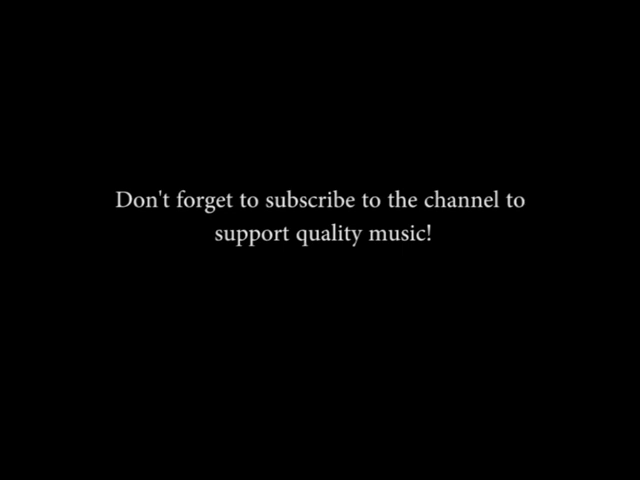 Don't forget to subscribe to the channel to
support quality music!